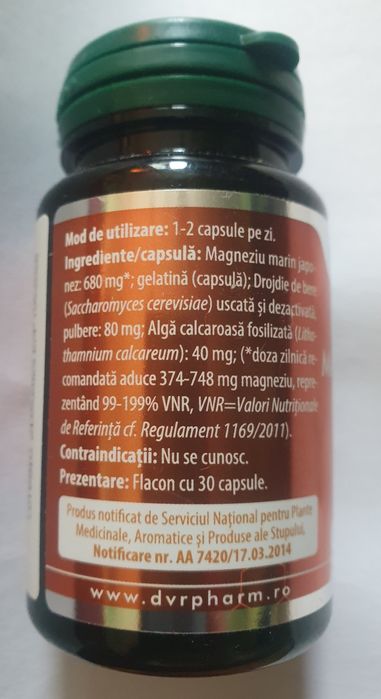 Mod de utilizare: 1-2 capsule pe zi.
Ingrediente/capsulă: Magneziu marin japo-
nez: 680 mg*; gelatină (capsulă); Drojdie de bere
(Saccharomyces cerevisiae) uscată și dezactivată,
pulbere: 80 mg; Algă calcaroasă fosilizată (Litho-
thamnium calcareum): 40 mg; (*doza zilnică re-
comandată aduce 374-748 mg magneziu, repre-
zentând 99-199% VNR, VNR=Valori Nutriționale
de Referință cf. Regulament 1169/2011).
Contraindicații: Nu se cunosc.
Prezentare: Flacon cu 30 capsule.
Produs notificat de Serviciul Național pentru Plante
Medicinale, Aromatice și Produse ale Stupului,
Notificare nr. AA 7420/17.03.2014
www.dvrpharm.ro